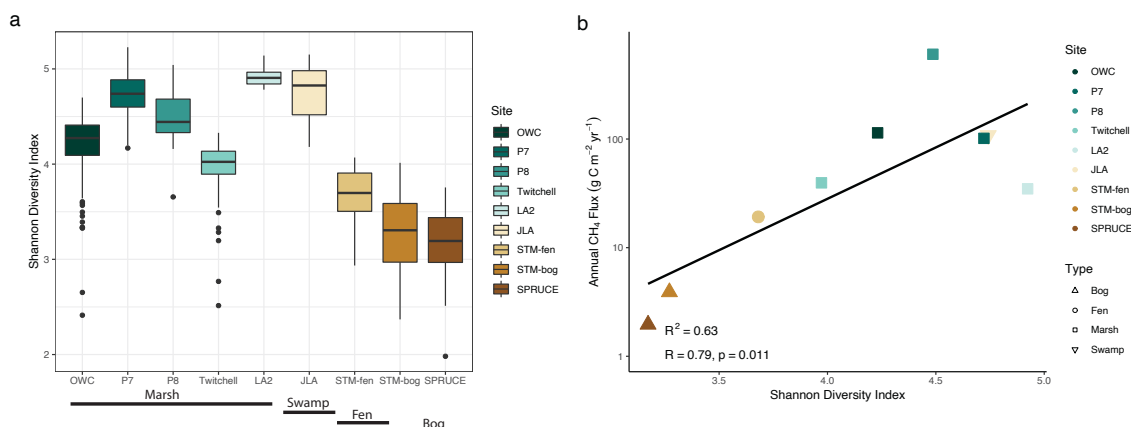 a
Shannon Diversity Index
5
4
3
2
OWC P7 P8 Twitchell LA2 JLA STM-fen STM-bog SPRUCE
Marsh
Swamp
Fen
Bog
Site
OWC
P7
P8
Twitchell
LA2
JLA
STM-fen
STM-bog
SPRUCE
b
Annual CH₄ Flux (g C m⁻² yr⁻¹)
100
10
1
R² = 0.63
R = 0.79, p = 0.011
3.5 4.0 4.5 5.0
Shannon Diversity Index
Site
OWC
P7
P8
Twitchell
LA2
JLA
STM-fen
STM-bog
SPRUCE
Type
Bog
Fen
Marsh
Swamp